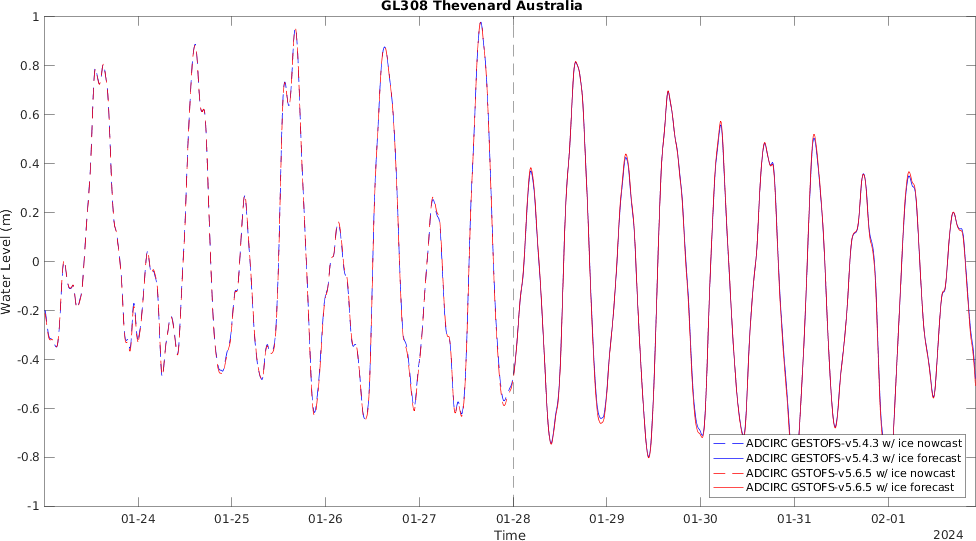 GL308 Thevenard Australia
1
0.8
0.6
0.4
0.2
0
-0.2
-0.4
-0.6
-0.8
-1
Water Level (m)
01-24 01-25 01-26 01-27 01-28 01-29 01-30 01-31 02-01
Time
2024
ADCIRC GESTOFS-v5.4.3 w/ ice nowcast
ADCIRC GESTOFS-v5.4.3 w/ ice forecast
ADCIRC GSTOFS-v5.6.5 w/ ice nowcast
ADCIRC GSTOFS-v5.6.5 w/ ice forecast